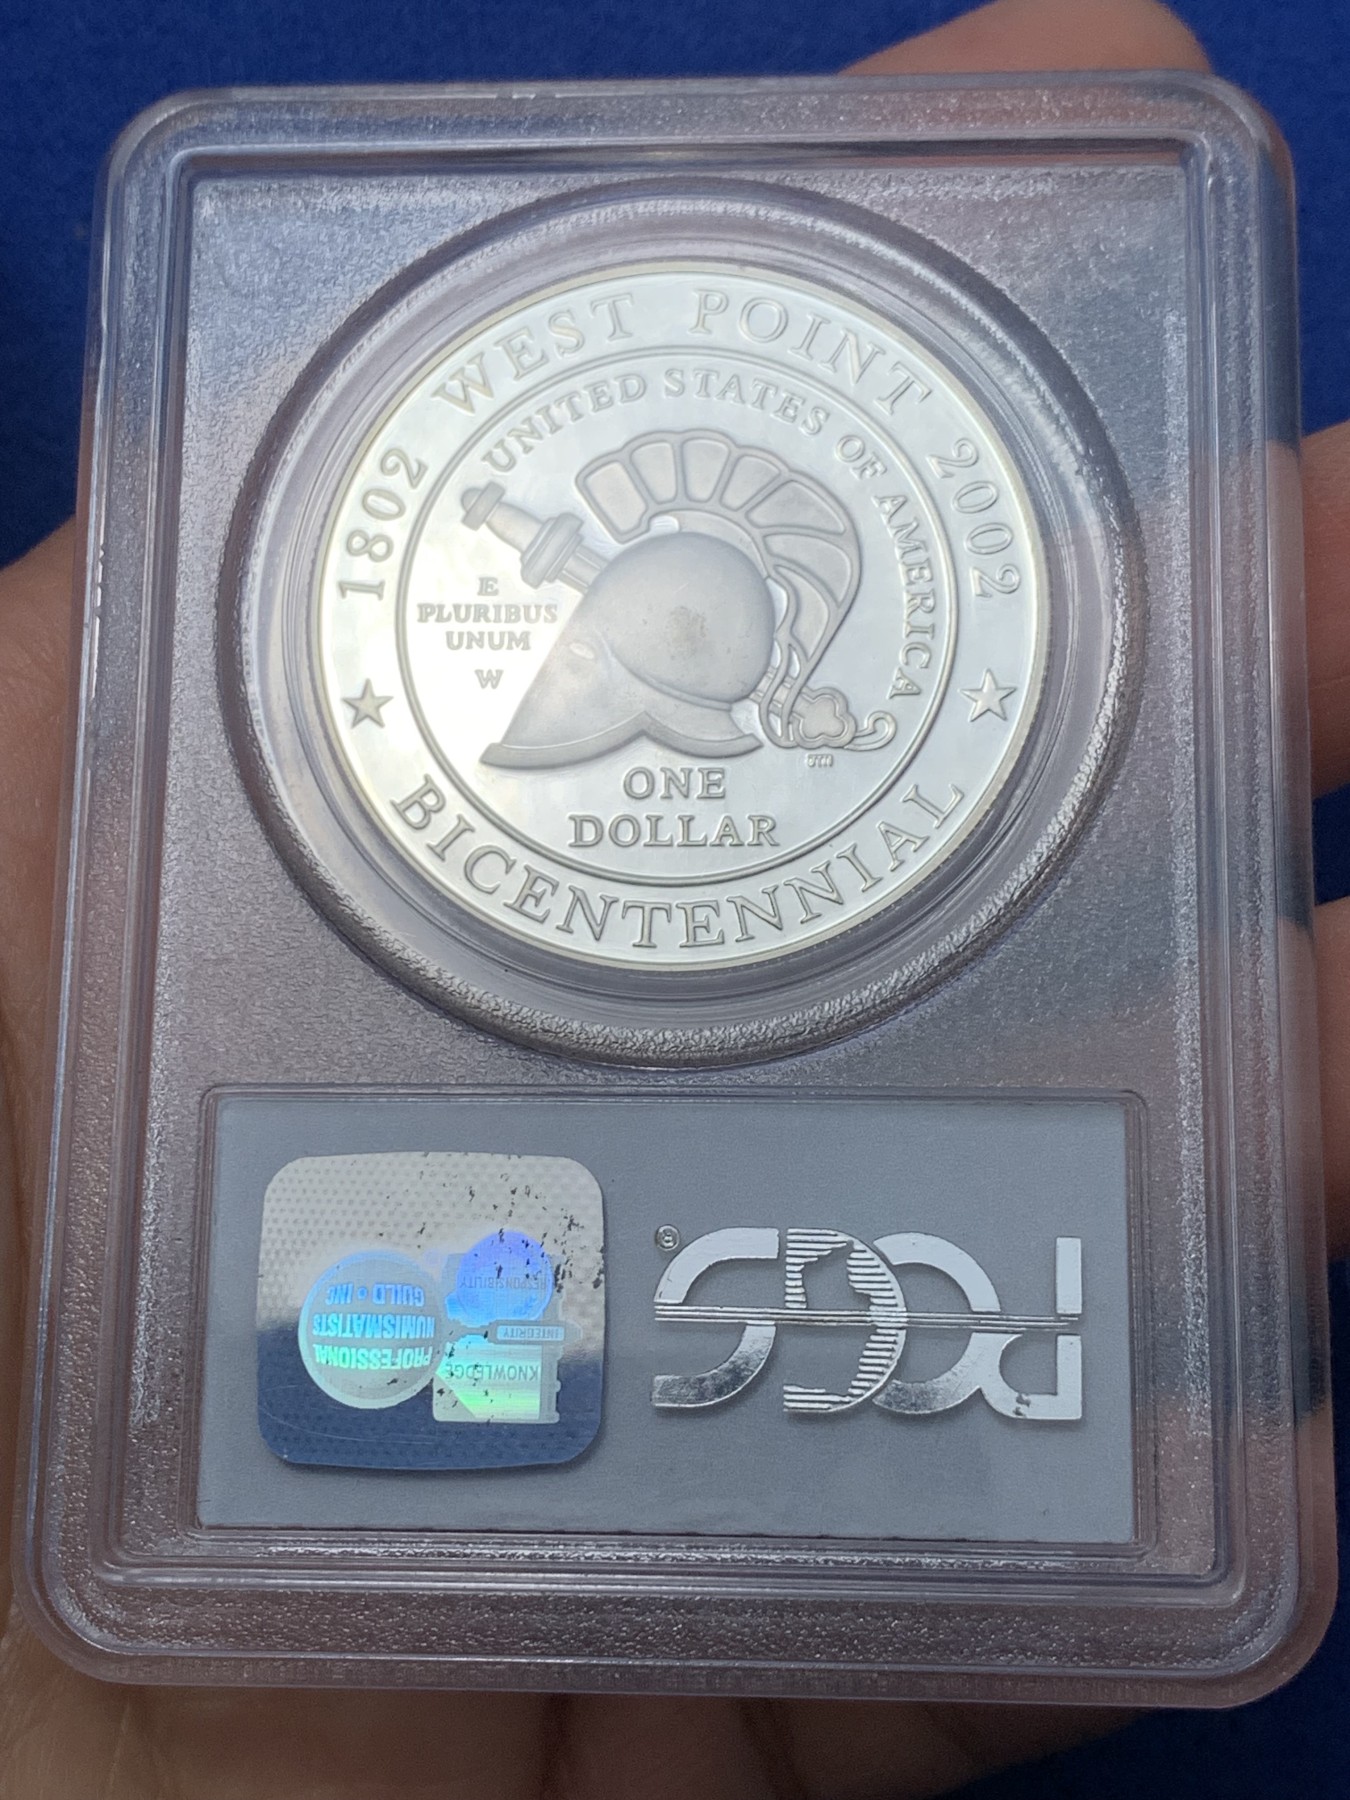 1802 WEST POINT 2002
UNITED STATES OF AMERICA
E
PLURIBUS
UNUM
W
JTM
ONE
DOLLAR
BICENTENNIAL
PCGS ®
PROFESSIONAL
NUMISMATISTS
GUILD • INC
KNOWLEDGE
INTEGRITY
RESPONSIBILITY